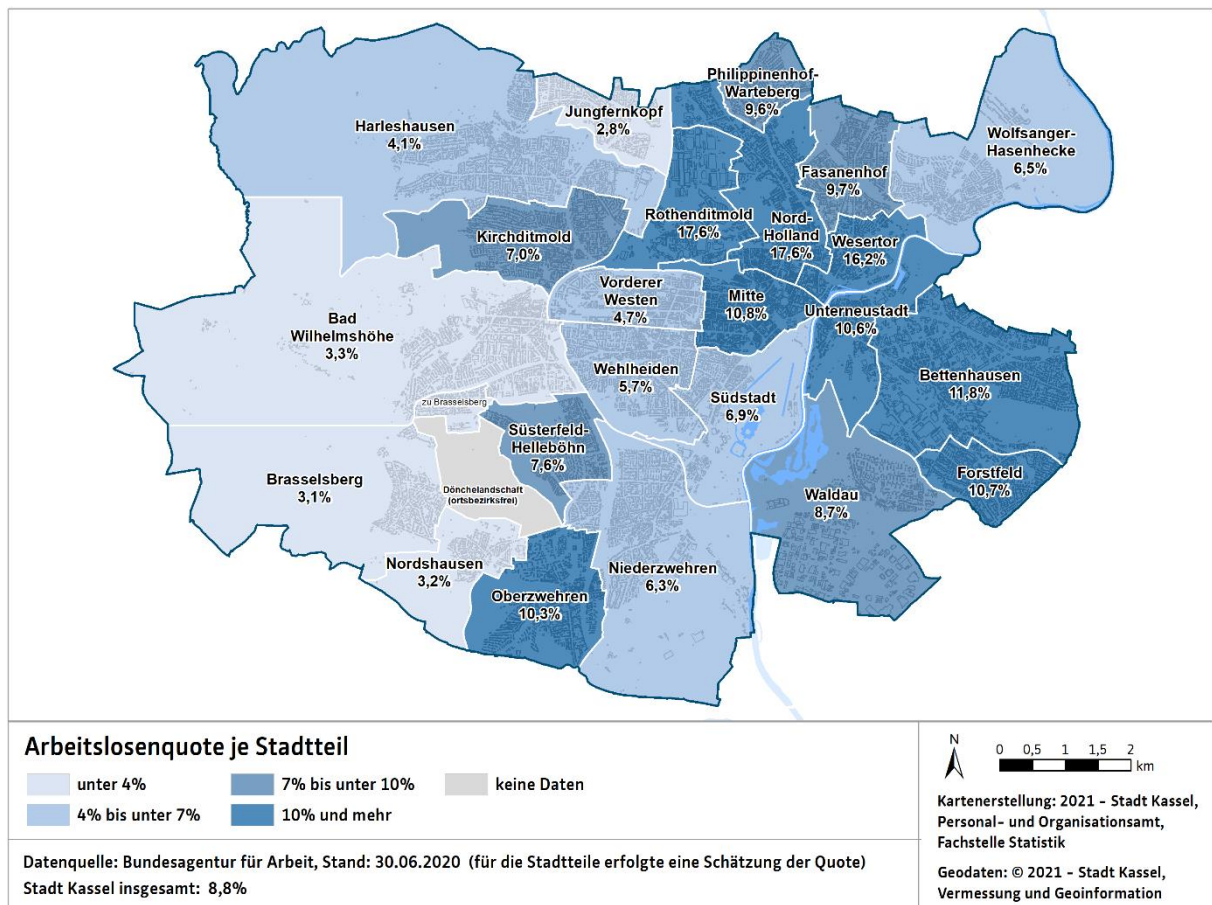 Philippinenhof-
Warteberg
9,6%
Jungfernkopf
2,8%
Harleshausen
4,1%
Wolfsanger-
Hasenhecke
6,5%
Fasanenhof
9,7%
Rothenditmold
17,6%
Nord-
Holland
17,6%
Wesertor
16,2%
Kirchditmold
7,0%
Vorderer
Westen
4,7%
Mitte
10,8%
Unterneustadt
10,6%
Bad
Wilhelmshöhe
3,3%
Wehlheiden
5,7%
Bettenhausen
11,8%
Südstadt
6,9%
zu Brasselsberg
Süsterfeld-
Helleböhn
7,6%
Brasselsberg
3,1%
Dönchelandschaft
(ortsbezirksfrei)
Forstfeld
10,7%
Waldau
8,7%
Nordshausen
3,2%
Niederzwehren
6,3%
Oberzwehren
10,3%
Arbeitslosenquote je Stadtteil
unter 4%
7% bis unter 10%
keine Daten
4% bis unter 7%
10% und mehr
Datenquelle: Bundesagentur für Arbeit, Stand: 30.06.2020 (für die Stadtteile erfolgte eine Schätzung der Quote)
Stadt Kassel insgesamt: 8,8%
N
0 0,5 1 1,5 2
km
Kartenerstellung: 2021 - Stadt Kassel,
Personal- und Organisationsamt,
Fachstelle Statistik
Geodaten: © 2021 - Stadt Kassel,
Vermessung und Geoinformation